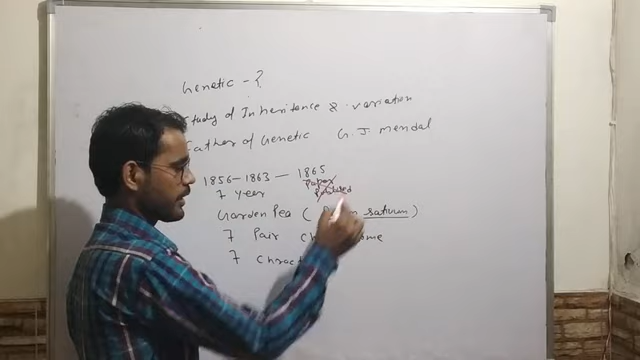 Genetic - ?
Study of Inheritence & variation
Father of Genetic G. J. Mendal
1856 - 1863 — 1865
7 year
Garden Pea ( sativum )
7 Pair
7